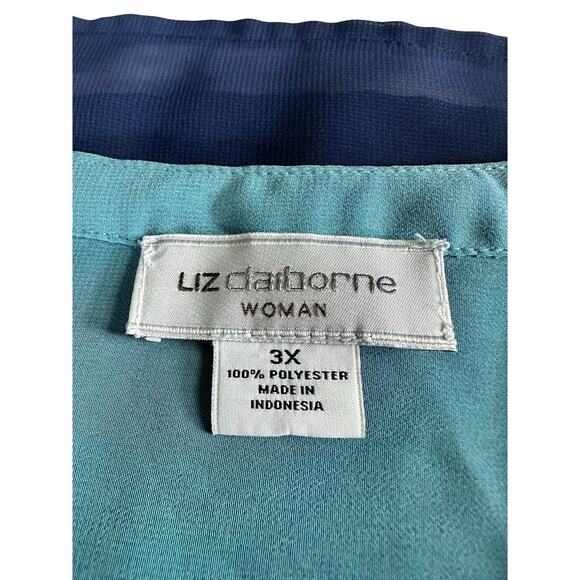 LIZ claiborne
WOMAN
3X
100% POLYESTER
MADE IN
INDONESIA